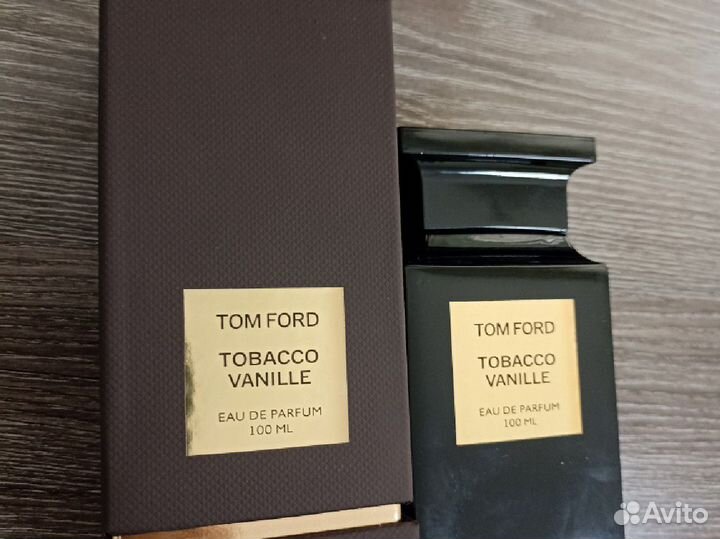 TOM FORD
TOBACCO
VANILLE
EAU DE PARFUM
100 ML
TOM FORD
TOBACCO
VANILLE
EAU DE PARFUM
100 ML
Avito